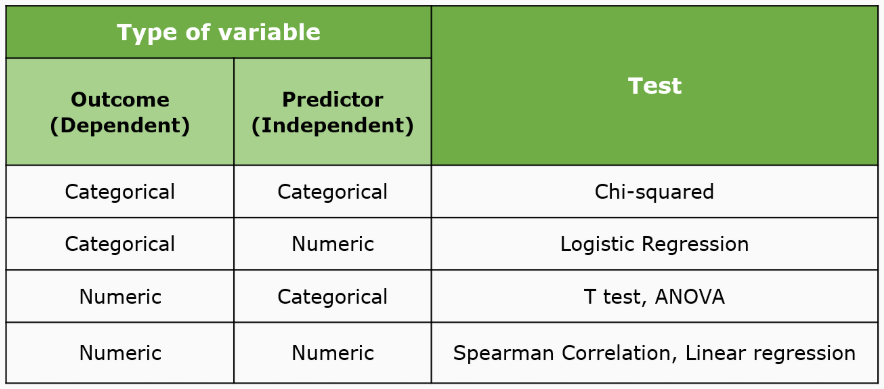 Type of variable
Test
Outcome
(Dependent)
Predictor
(Independent)
Categorical Categorical Chi-squared
Categorical Numeric Logistic Regression
Numeric Categorical T test, ANOVA
Numeric Numeric Spearman Correlation, Linear regression